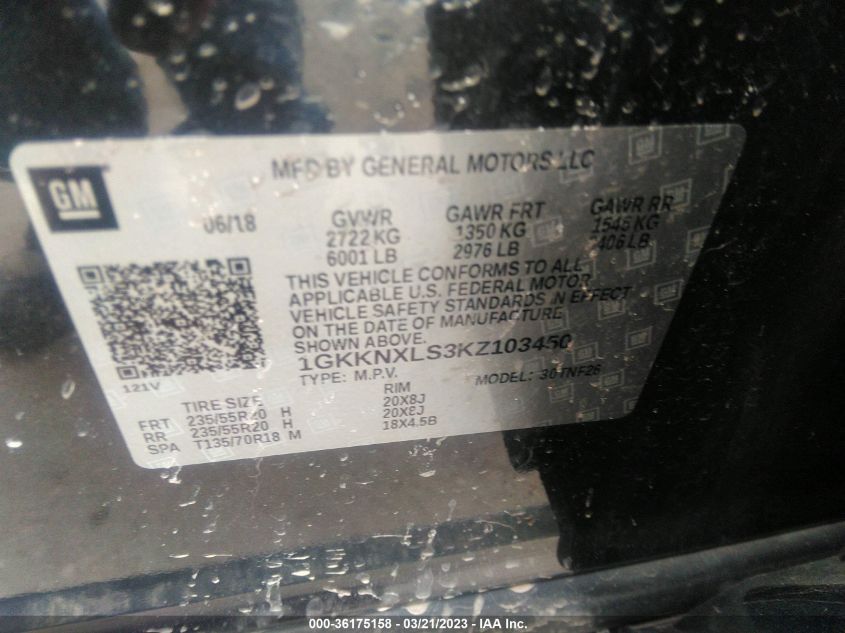 MFD BY GENERAL MOTORS LLC
GM
06/18
GVWR GAWR FRT GAWR RR
2722 KG 1350 KG 1545 KG
6001 LB 2976 LB 3406 LB
THIS VEHICLE CONFORMS TO ALL
APPLICABLE U.S. FEDERAL MOTOR
VEHICLE SAFETY STANDARDS IN EFFECT
ON THE DATE OF MANUFACTURE
SHOWN ABOVE.
1GKKNXLS3KZ103450
121V
TYPE: M.P.V. MODEL:
TIRE SIZE RIM
FRT 235/55R20 H 20X8J
RR 235/55R20 H 20X8J
SPA T135/70R18 M 18X4.5B
000-36175158 - 03/21/2023 - IAA Inc.